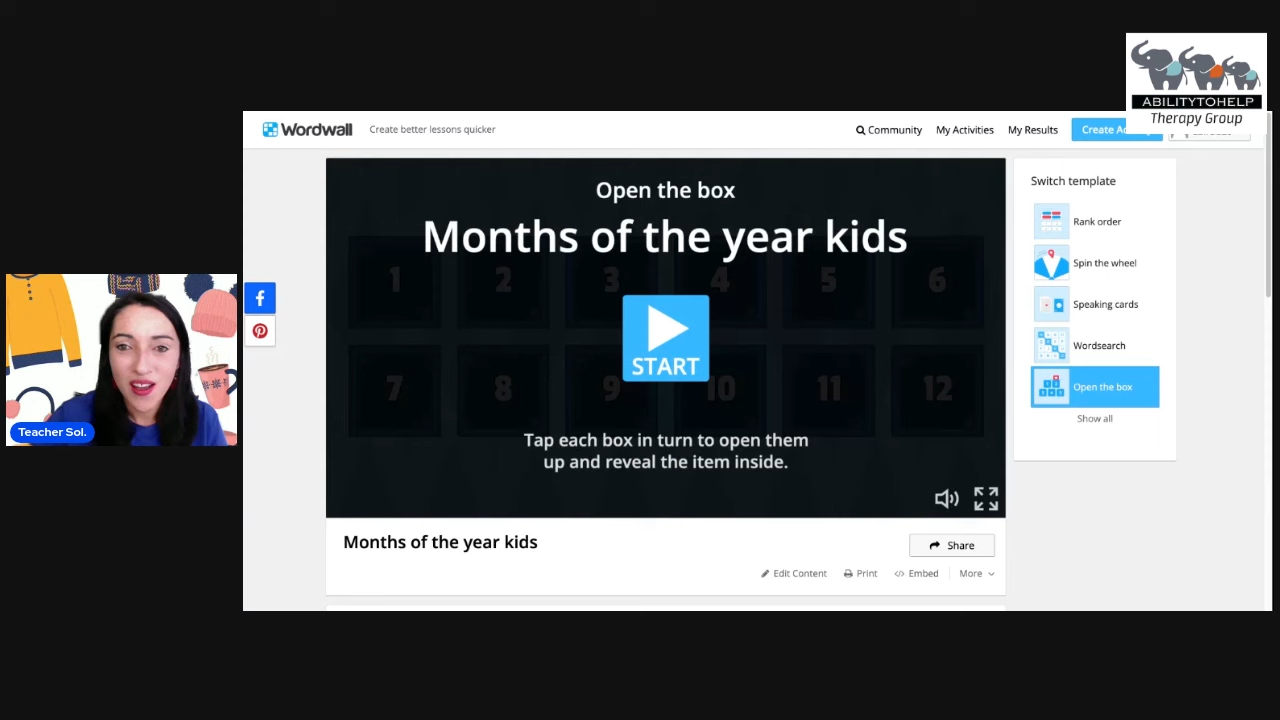 ABILITYTOHELP
Therapy Group
Wordwall
Create better lessons quicker
Community
My Activities
My Results
Create
Open the box
Months of the year kids
1 2 3 4 5 6
START
7 8 9 10 11 12
Tap each box in turn to open them
up and reveal the item inside.
Switch template
Rank order
Spin the wheel
Speaking cards
Wordsearch
Open the box
Show all
Teacher Sol.
Months of the year kids
Share
Edit Content
Print
Embed
More